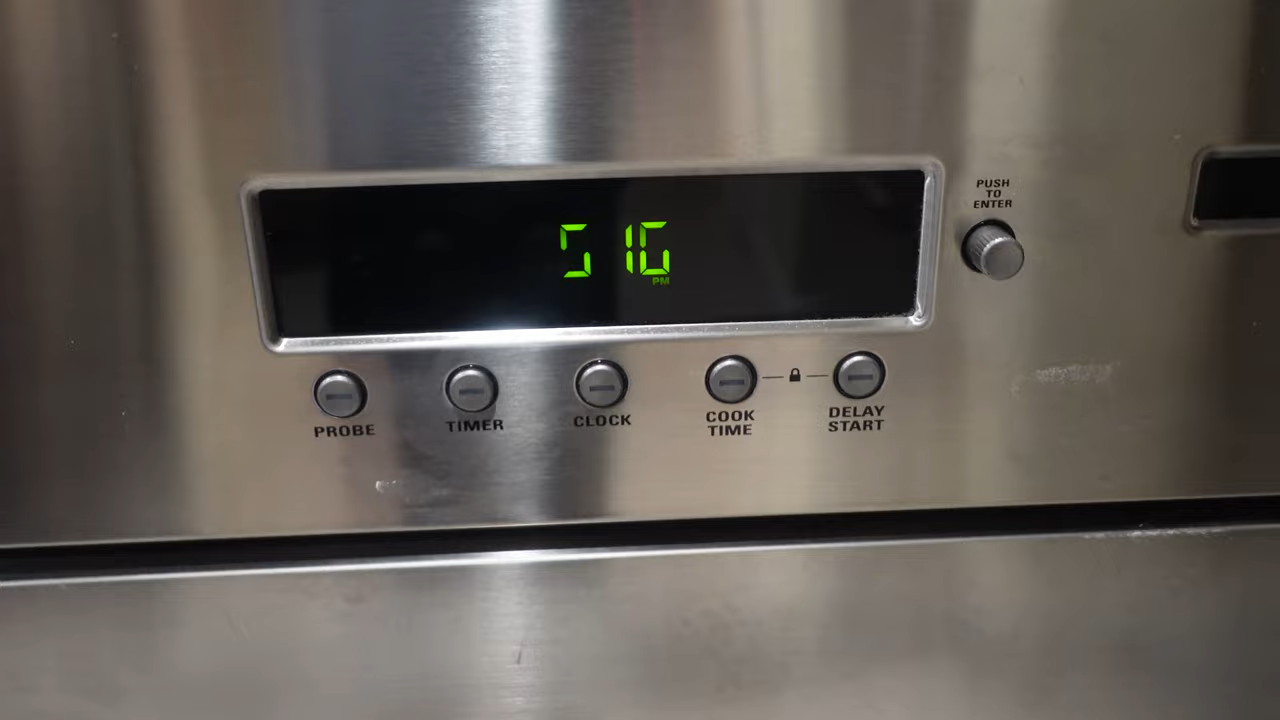 PUSH
TO
ENTER
5 16
PM
PROBE
TIMER
CLOCK
COOK
TIME
DELAY
START